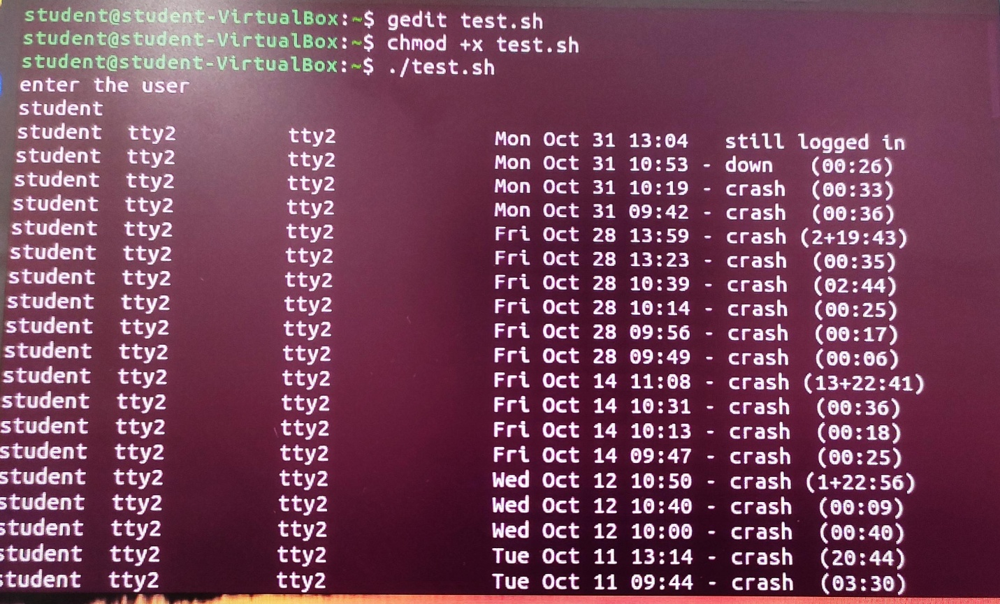 student@student-VirtualBox:~$ gedit test.sh
student@student-VirtualBox:~$ chmod +x test.sh
student@student-VirtualBox:~$ ./test.sh
enter the user
student
student tty2 tty2 Mon Oct 31 13:04 still logged in
student tty2 tty2 Mon Oct 31 10:53 - down (00:26)
student tty2 tty2 Mon Oct 31 10:19 - crash (00:33)
student tty2 tty2 Mon Oct 31 09:42 - crash (00:36)
student tty2 tty2 Fri Oct 28 13:59 - crash (2+19:43)
student tty2 tty2 Fri Oct 28 13:23 - crash (00:35)
student tty2 tty2 Fri Oct 28 10:39 - crash (02:44)
student tty2 tty2 Fri Oct 28 10:14 - crash (00:25)
student tty2 tty2 Fri Oct 28 09:56 - crash (00:17)
student tty2 tty2 Fri Oct 28 09:49 - crash (00:06)
student tty2 tty2 Fri Oct 14 11:08 - crash (13+22:41)
student tty2 tty2 Fri Oct 14 10:31 - crash (00:36)
student tty2 tty2 Fri Oct 14 10:13 - crash (00:18)
student tty2 tty2 Fri Oct 14 09:47 - crash (00:25)
student tty2 tty2 Wed Oct 12 10:50 - crash (1+22:56)
student tty2 tty2 Wed Oct 12 10:40 - crash (00:09)
student tty2 tty2 Wed Oct 12 10:00 - crash (00:40)
student tty2 tty2 Tue Oct 11 13:14 - crash (20:44)
student tty2 tty2 Tue Oct 11 09:44 - crash (03:30)